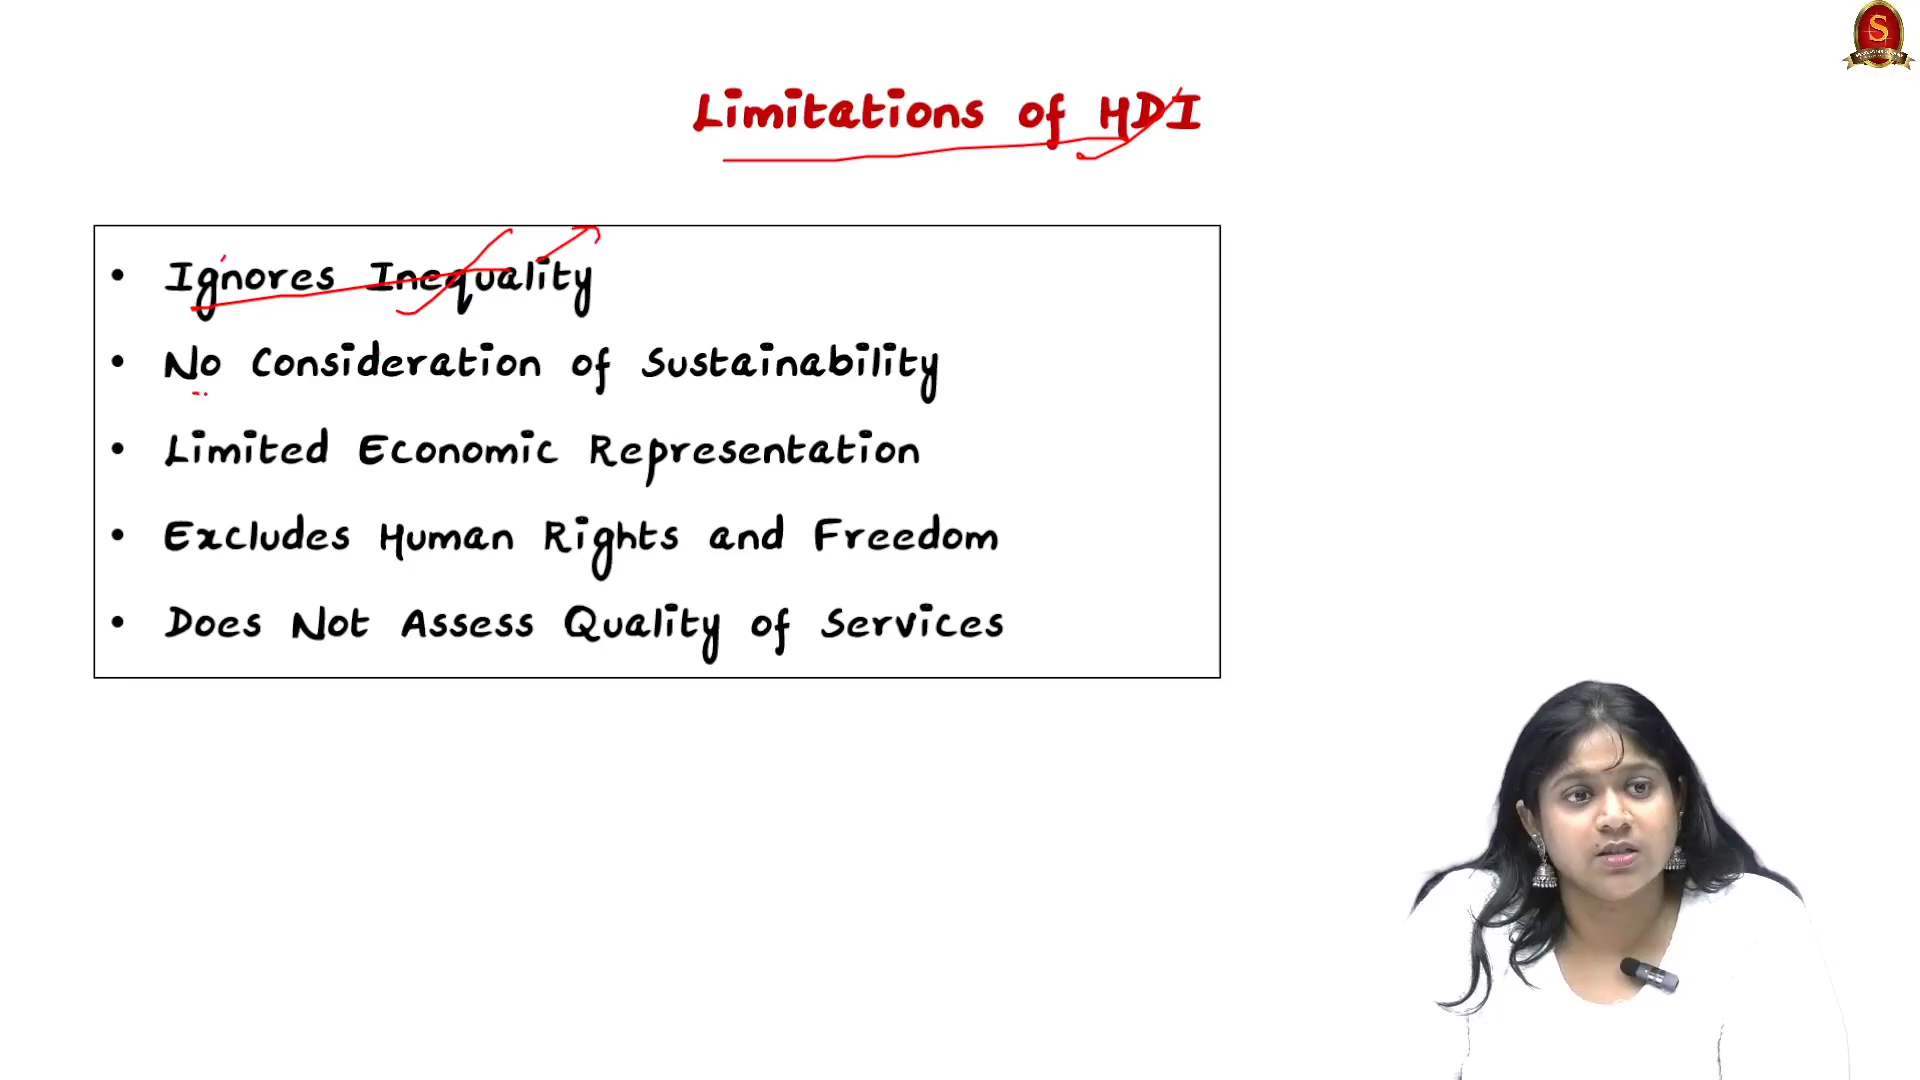 Limitations of HDI
• Ignores Inequality
• No Consideration of Sustainability
• Limited Economic Representation
• Excludes Human Rights and Freedom
• Does Not Assess Quality of Services
S